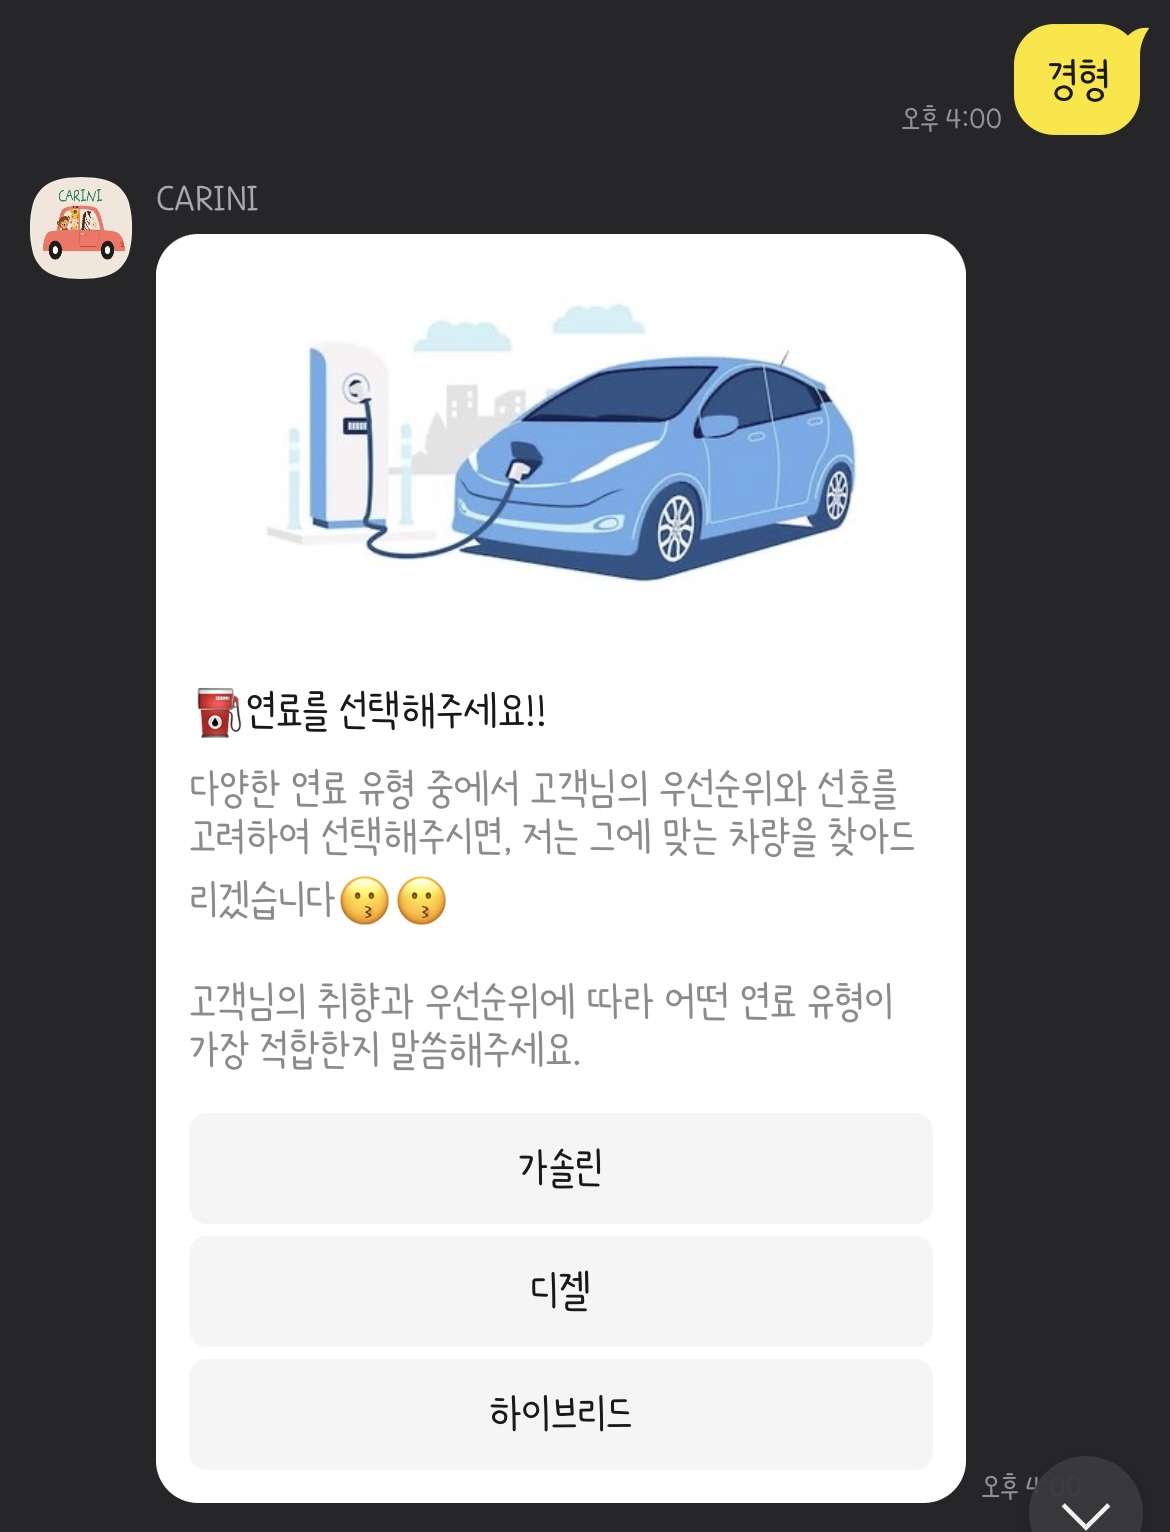 경형
오후 4:00
CARINI
CARINI
연료를 선택해주세요!!
다양한 연료 유형 중에서 고객님의 우선순위와 선호를
고려하여 선택해주시면, 저는 그에 맞는 차량을 찾아드
리겠습니다
고객님의 취향과 우선순위에 따라 어떤 연료 유형이
가장 적합한지 말씀해주세요.
가솔린
디젤
하이브리드
오후 4:00